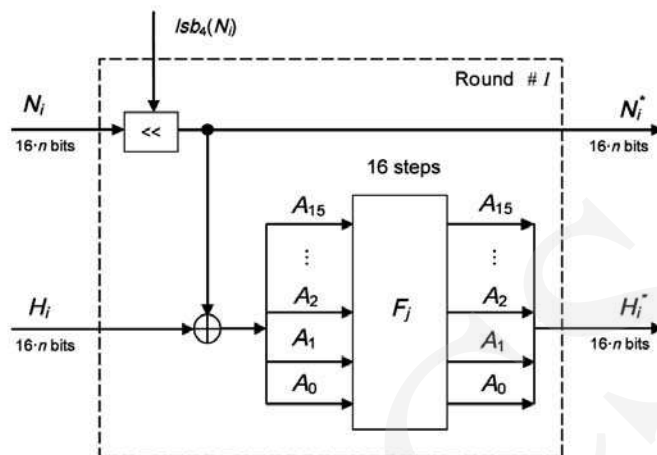 lsb₄(Nᵢ)
Round # 1
Nᵢ
Nᵢ*
<<
16·n bits
16·n bits
16 steps
A₁₅
A₁₅
⋮
⋮
Hᵢ
A₂
Fⱼ
A₂
Hᵢ*
16·n bits
A₁
A₁
16·n bits
A₀
A₀